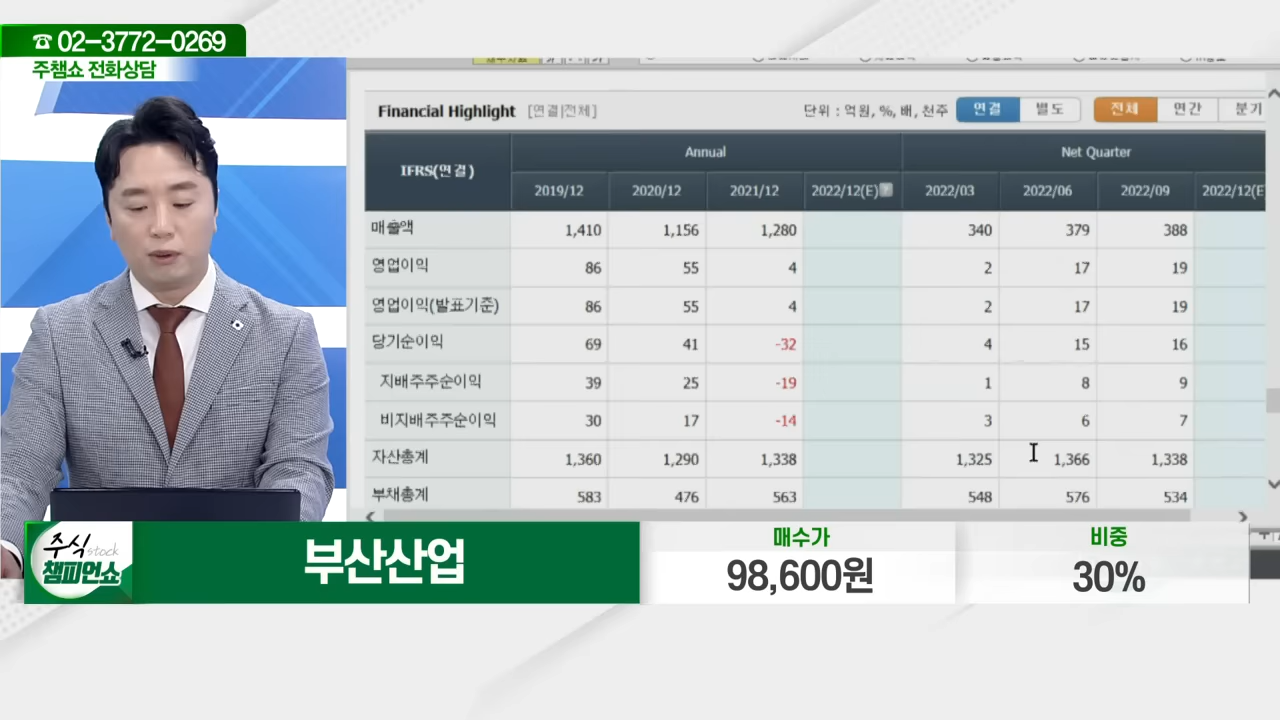 ☎ 02-3772-0269
주챔쇼 전화상담
Financial Highlight [연결|전체]
단위 : 억원, %, 배, 천주 연결 별도 전체 연간 분기
IFRS(연결) Annual Net Quarter
2019/12 2020/12 2021/12 2022/12(E) 2022/03 2022/06 2022/09 2022/12(E
매출액 1,410 1,156 1,280 340 379 388
영업이익 86 55 4 2 17 19
영업이익(발표기준) 86 55 4 2 17 19
당기순이익 69 41 -32 4 15 16
지배주주순이익 39 25 -19 1 8 9
비지배주주순이익 30 17 -14 3 6 7
자산총계 1,360 1,290 1,338 1,325 1,366 1,338
부채총계 583 476 563 548 576 534
주식 stock
챔피언쇼
부산산업
매수가
98,600원
비중
30%